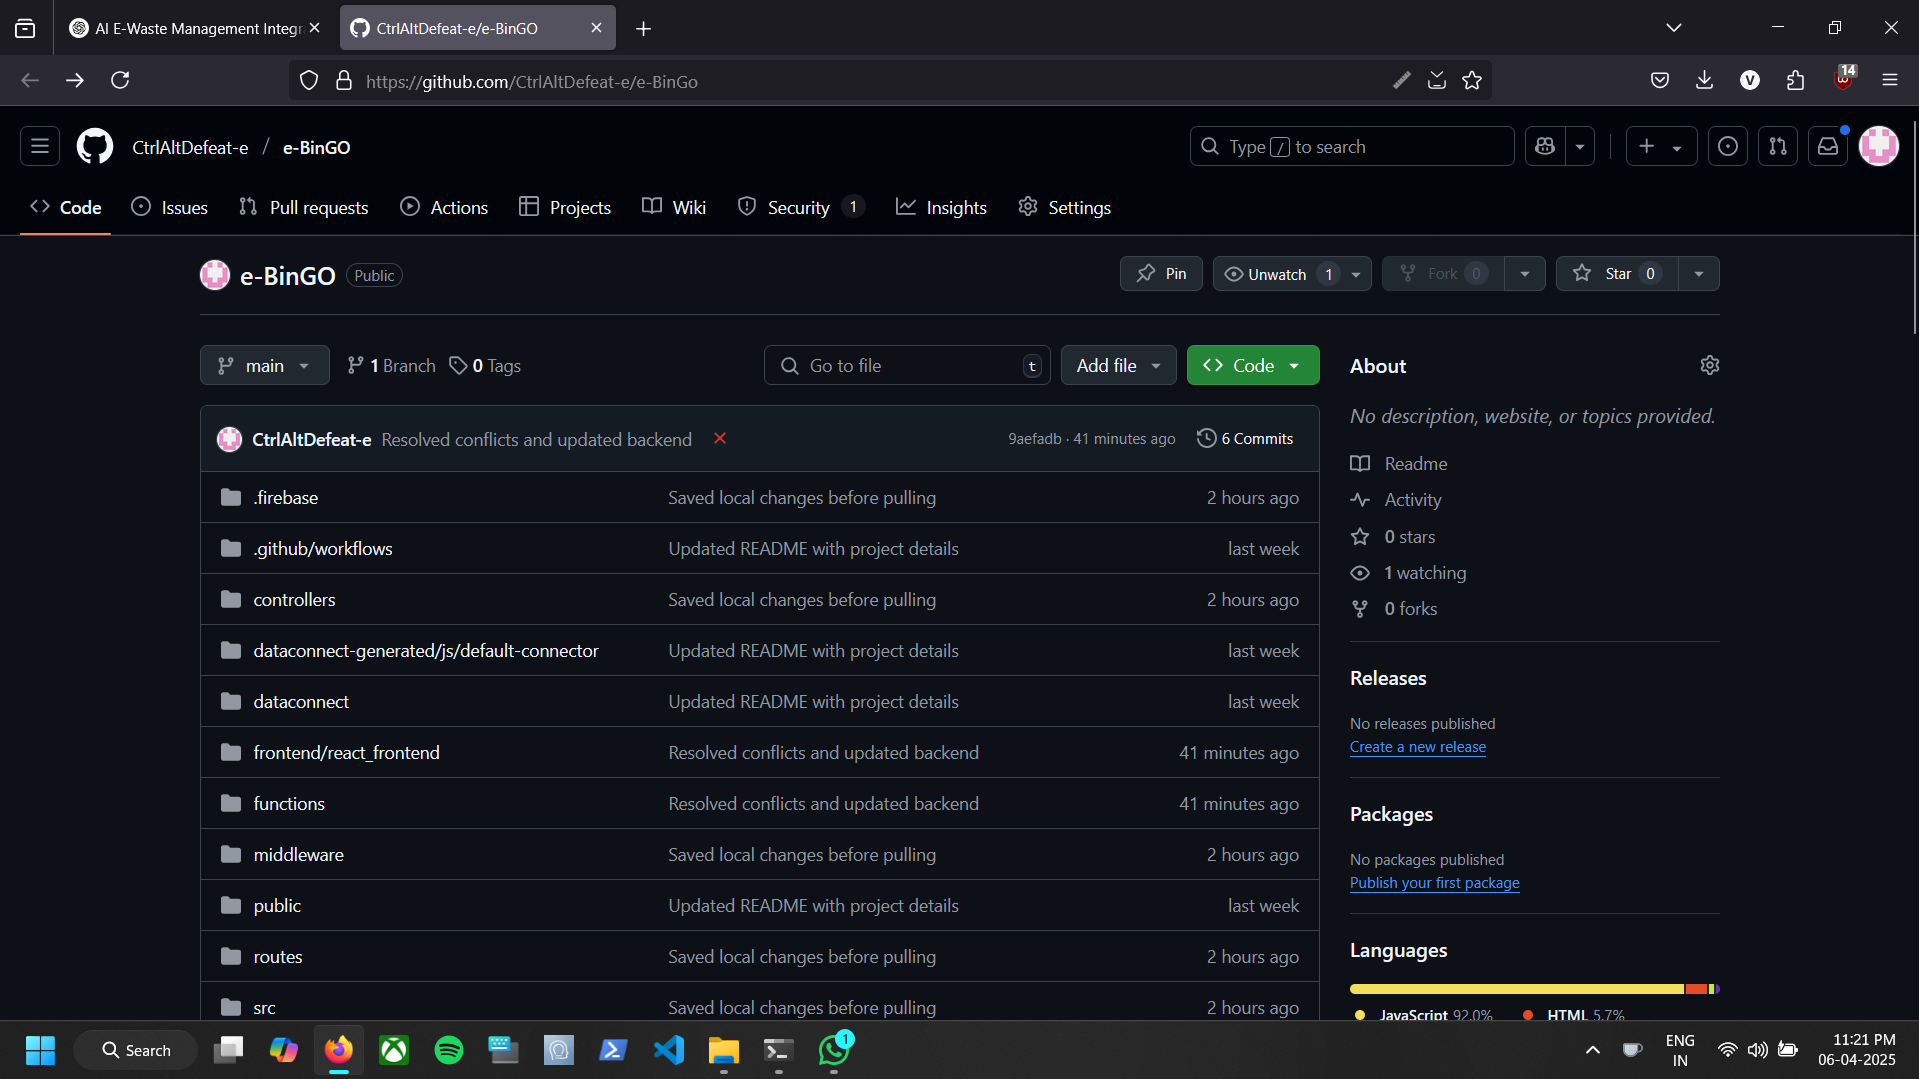 AI E-Waste Management Integr
CtrlAltDefeat-e/e-BinGO
https://github.com/CtrlAltDefeat-e/e-BinGo
V
14
CtrlAltDefeat-e / e-BinGO
Type / to search
Code
Issues
Pull requests
Actions
Projects
Wiki
Security 1
Insights
Settings
e-BinGO Public
Pin
Unwatch 1
Fork 0
Star 0
main
1 Branch
0 Tags
Go to file t
Add file
Code
CtrlAltDefeat-e Resolved conflicts and updated backend 9aefadb · 41 minutes ago 6 Commits
.firebase Saved local changes before pulling 2 hours ago
.github/workflows Updated README with project details last week
controllers Saved local changes before pulling 2 hours ago
dataconnect-generated/js/default-connector Updated README with project details last week
dataconnect Updated README with project details last week
frontend/react_frontend Resolved conflicts and updated backend 41 minutes ago
functions Resolved conflicts and updated backend 41 minutes ago
middleware Saved local changes before pulling 2 hours ago
public Updated README with project details last week
routes Saved local changes before pulling 2 hours ago
src Saved local changes before pulling 2 hours ago
About
No description, website, or topics provided.
Readme
Activity
0 stars
1 watching
0 forks
Releases
No releases published
Create a new release
Packages
No packages published
Publish your first package
Languages
JavaScript 92.0% HTML 5.7%
Search
1
ENG
IN
11:21 PM
06-04-2025